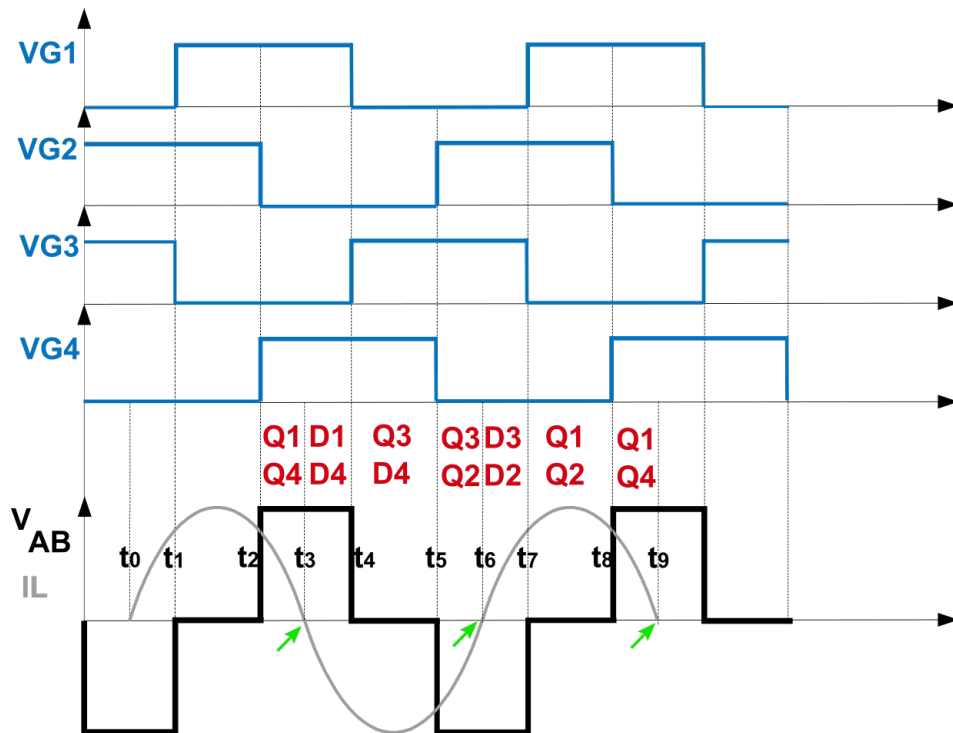 VG1
VG2
VG3
VG4
Q1 D1 Q3 Q3 D3 Q1 Q1
Q4 D4 D4 Q2 D2 Q2 Q4
VAB
t0 t1 t2 t3 t4 t5 t6 t7 t8 t9
IL